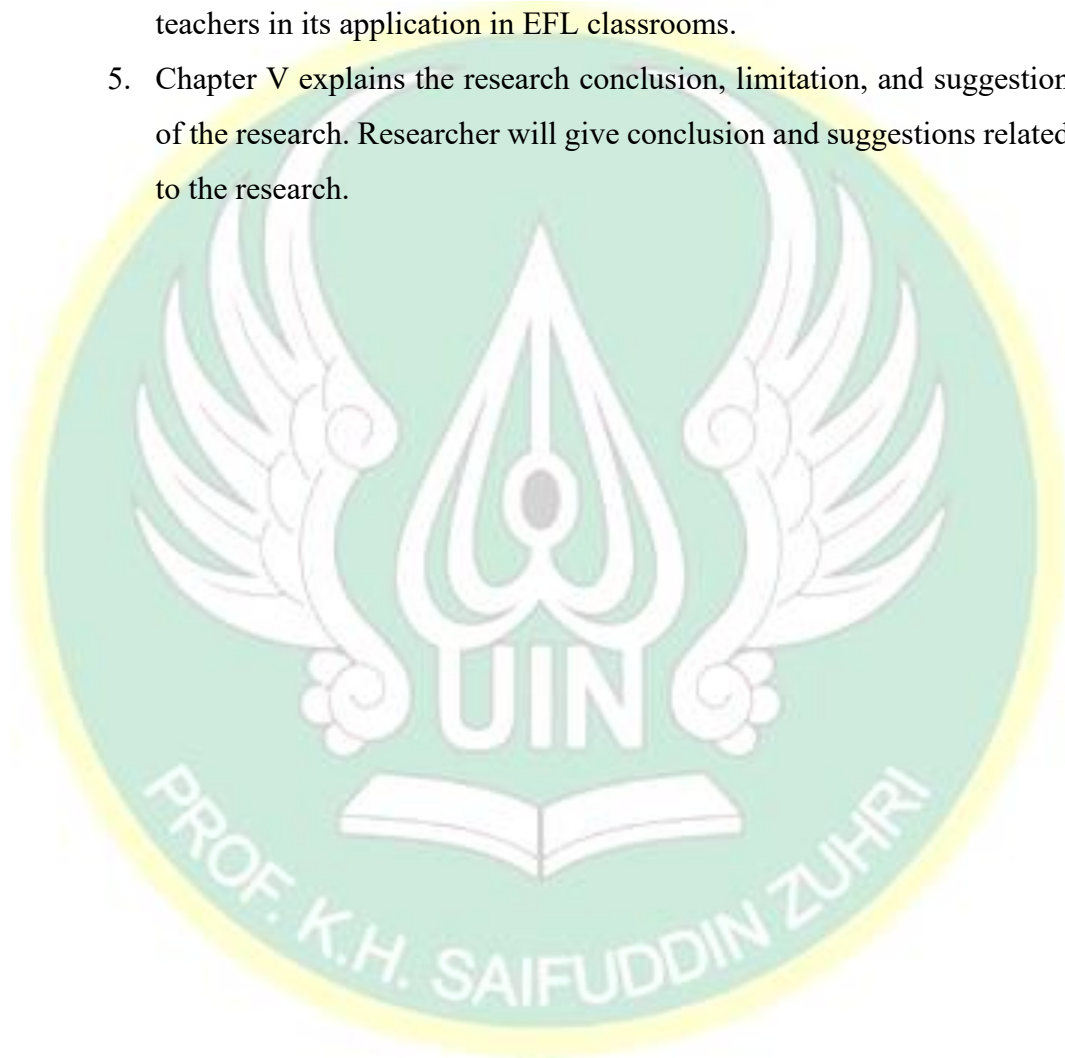 teachers in its application in EFL classrooms.
5. Chapter V explains the research conclusion, limitation, and suggestion
of the research. Researcher will give conclusion and suggestions related
to the research.
UIN
PROF. K.H. SAIFUDDIN ZUHRI